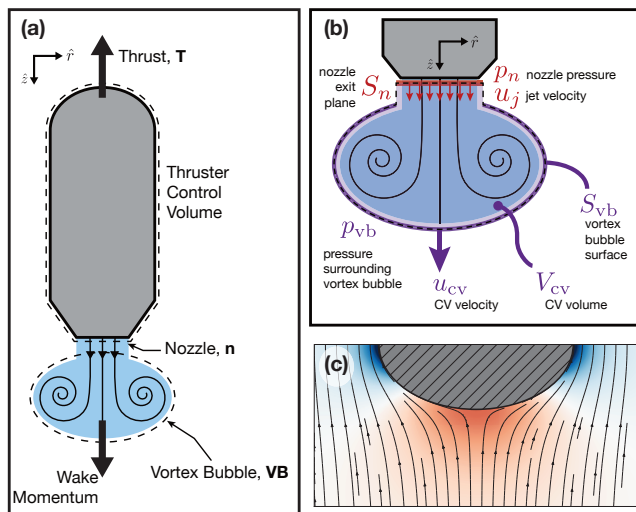 (a)
r̂
ẑ
Thrust, T
Thruster
Control
Volume
Nozzle, n
Wake
Momentum
Vortex Bubble, VB
(b)
r̂
ẑ
nozzle
exit
plane
S_n
p_n nozzle pressure
u_j jet velocity
p_vb
pressure
surrounding
vortex bubble
u_cv
CV velocity
V_cv
CV volume
S_vb
vortex
bubble
surface
(c)